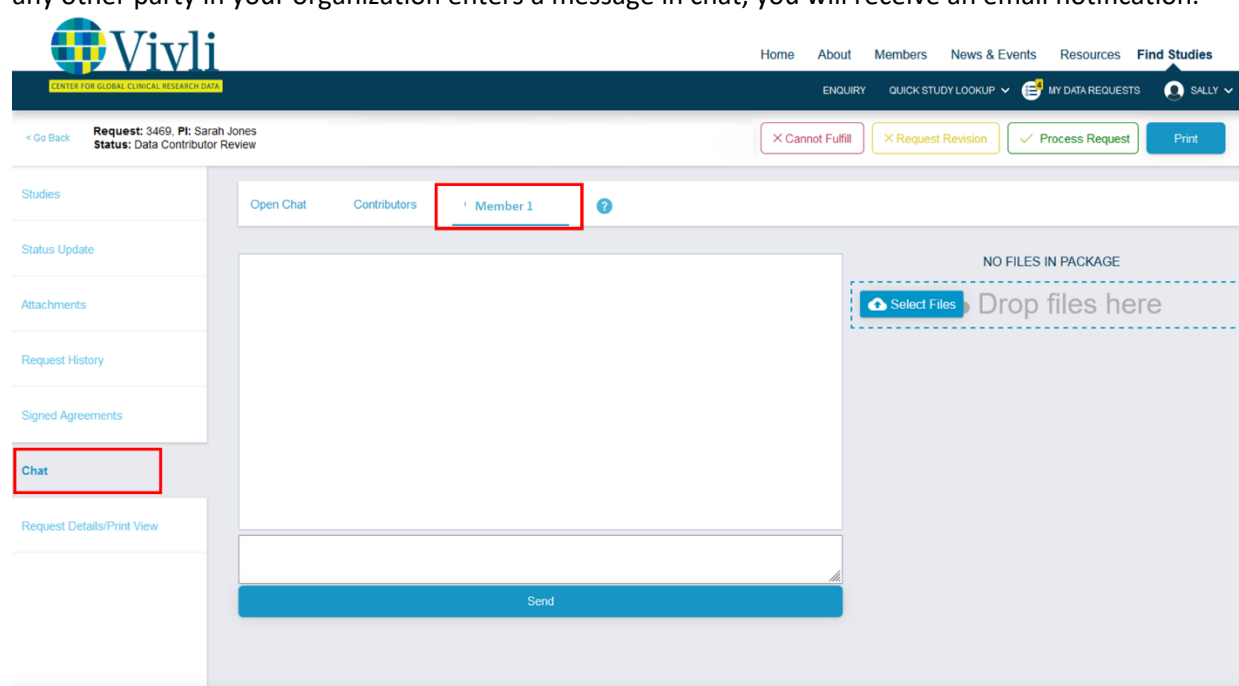 any other party in your organization enters a message in chat, you will receive an email notification.
Vivli
CENTER FOR GLOBAL CLINICAL RESEARCH DATA
Home About Members News & Events Resources Find Studies
ENQUIRY QUICK STUDY LOOKUP 4 MY DATA REQUESTS SALLY
< Go Back Request: 3469, PI: Sarah Jones
Status: Data Contributor Review
× Cannot Fulfill × Request Revision ✓ Process Request Print
Studies
Open Chat Contributors Member 1 ?
Status Update
NO FILES IN PACKAGE
Attachments
Select Files Drop files here
Request History
Signed Agreements
Chat
Request Details/Print View
Send